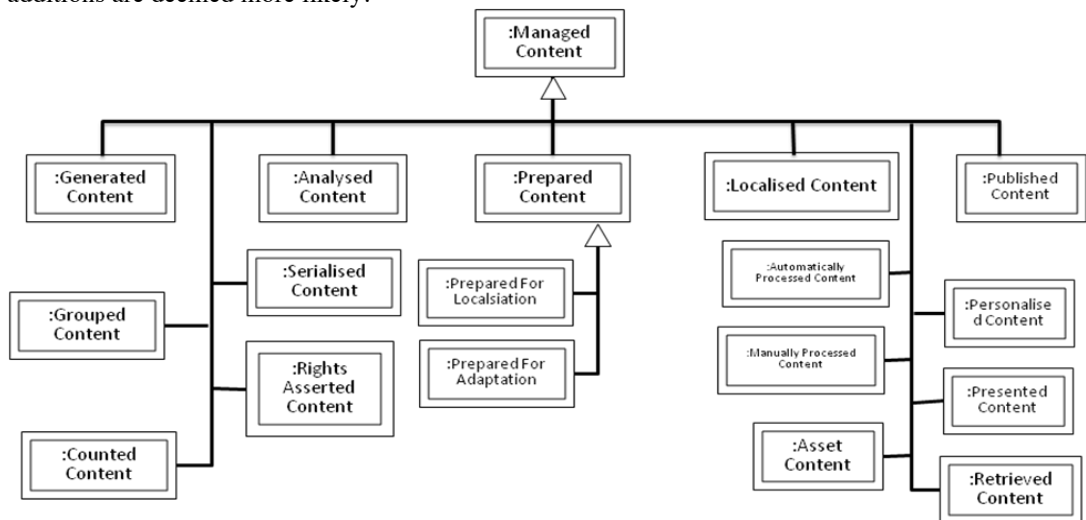 additions are deemed more likely.
:Managed
Content
:Generated
Content
:Analysed
Content
:Prepared
Content
:Localised Content
:Published
Content
:Serialised
Content
:Prepared For
Localsiation
:Automatically
Processed Content
:Grouped
Content
:Personalise
d Content
:Rights
Asserted
Content
:Prepared For
Adaptation
:Manually Processed
Content
:Presented
Content
:Counted
Content
:Asset
Content
:Retrieved
Content